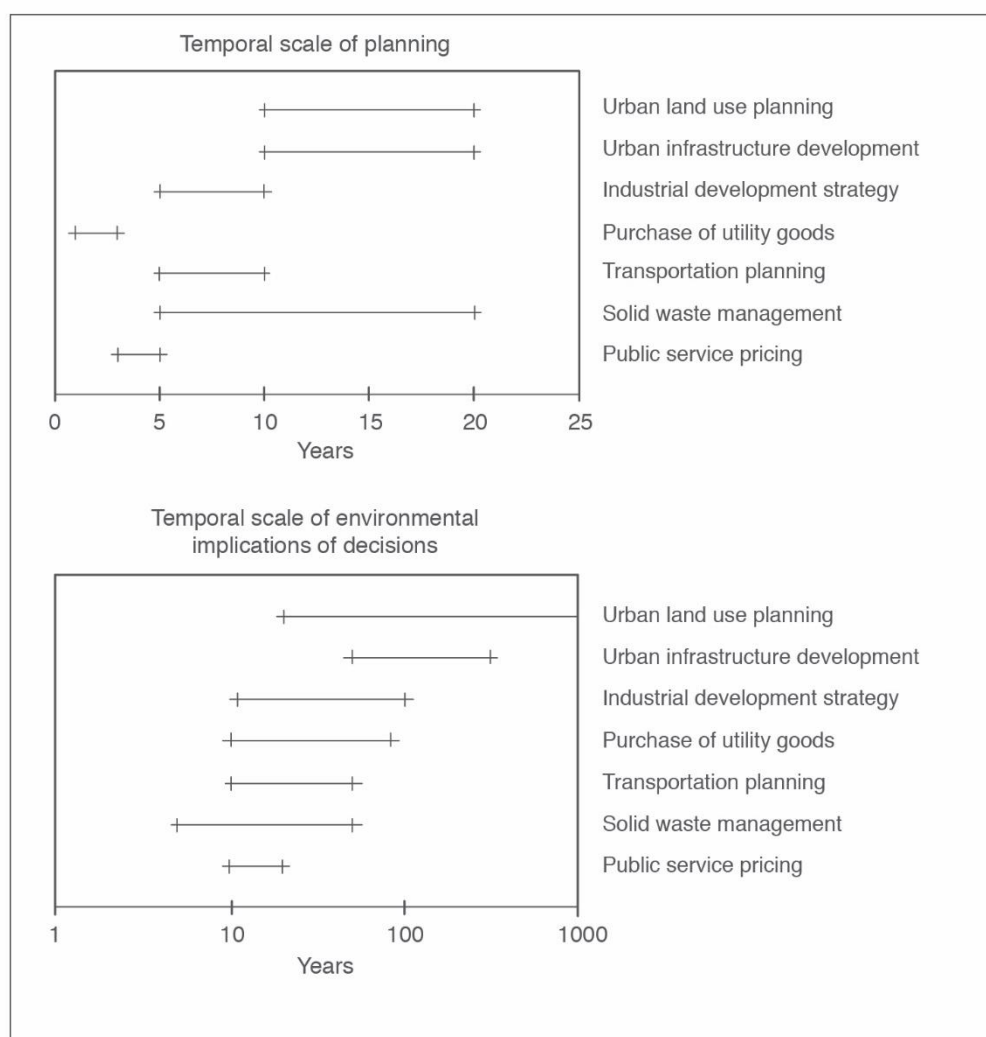 Temporal scale of planning
Urban land use planning
Urban infrastructure development
Industrial development strategy
Purchase of utility goods
Transportation planning
Solid waste management
Public service pricing
0 5 10 15 20 25
Years
Temporal scale of environmental
implications of decisions
Urban land use planning
Urban infrastructure development
Industrial development strategy
Purchase of utility goods
Transportation planning
Solid waste management
Public service pricing
1 10 100 1000
Years